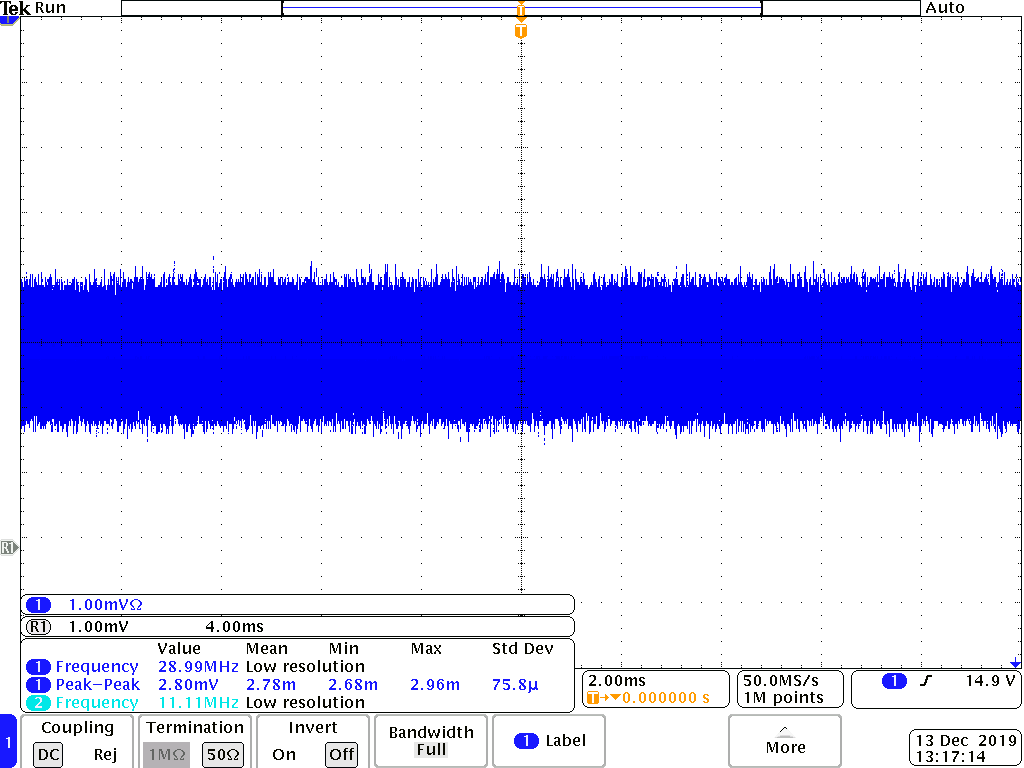 Tek Run Auto
T
T
R1
1 1.00mVΩ
R1 1.00mV 4.00ms
Value Mean Min Max Std Dev
1 Frequency 28.99MHz Low resolution
1 Peak–Peak 2.80mV 2.78m 2.68m 2.96m 75.8µ
2 Frequency 11.11MHz Low resolution
2.00ms
T→▼0.000000 s
50.0MS/s
1M points
1 14.9 V
1
Coupling
DC Rej
Termination
1MΩ 50Ω
Invert
On Off
Bandwidth
Full
1 Label
More
13 Dec 2019
13:17:14